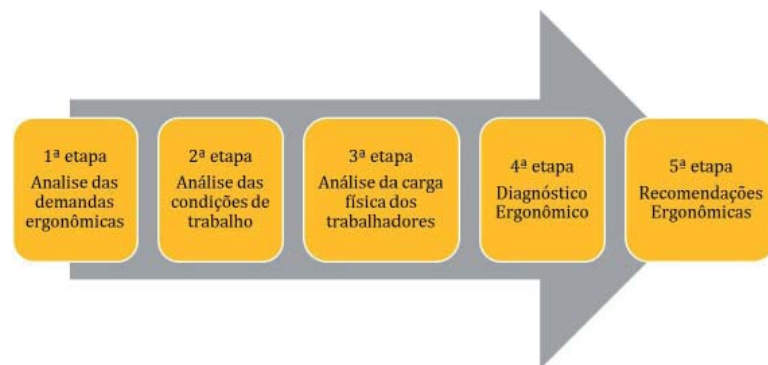 1ª etapa
Analise das
demandas
ergonômicas
2ª etapa
Análise das
condições de
trabalho
3ª etapa
Análise da carga
física dos
trabalhadores
4ª etapa
Diagnóstico
Ergonômico
5ª etapa
Recomendações
Ergonômicas